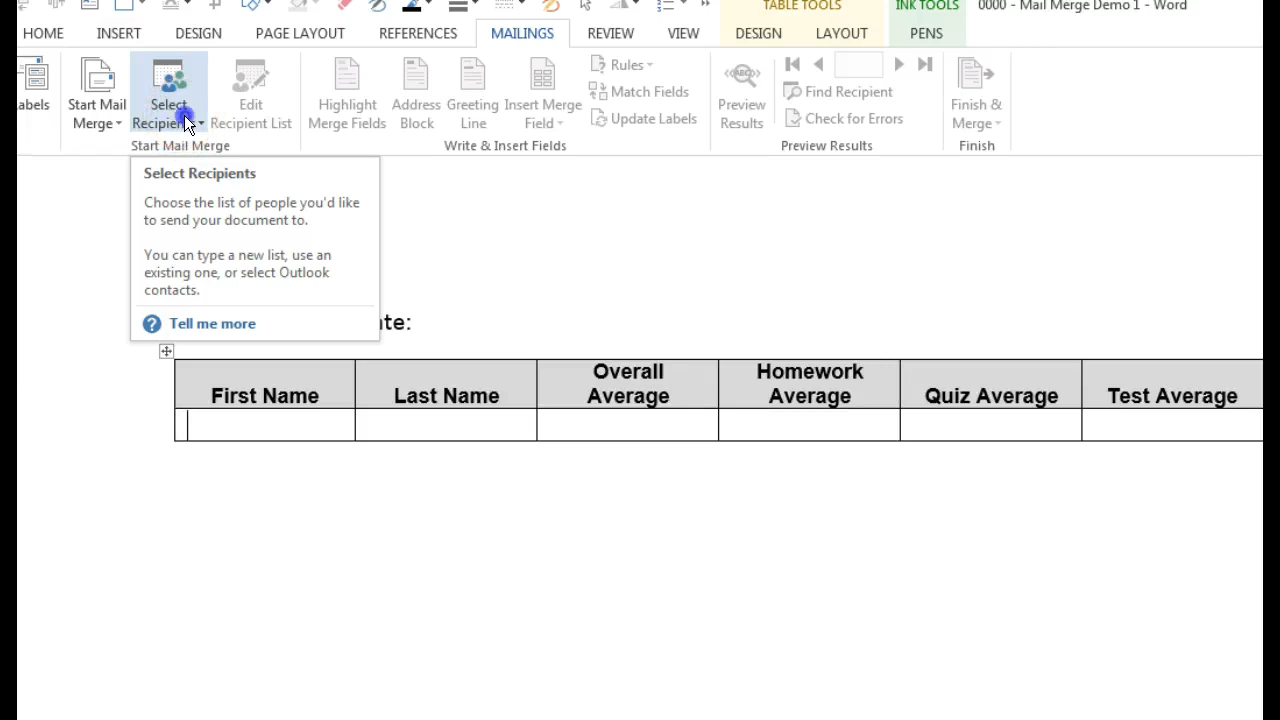 TABLE TOOLS INK TOOLS 0000 - Mail Merge Demo 1 - Word
HOME INSERT DESIGN PAGE LAYOUT REFERENCES MAILINGS REVIEW VIEW DESIGN LAYOUT PENS
Start Mail
Merge
Select
Edit
Recipient List
Start Mail Merge
Highlight
Merge Fields
Address
Block
Greeting
Line
Insert Merge
Field
Rules
Match Fields
Update Labels
Write & Insert Fields
Preview
Results
Find Recipient
Check for Errors
Preview Results
Finish &
Merge
Finish
Select Recipients
Choose the list of people you'd like
to send your document to.
You can type a new list, use an
existing one, or select Outlook
contacts.
Tell me more
First Name
Last Name
Overall
Average
Homework
Average
Quiz Average
Test Average